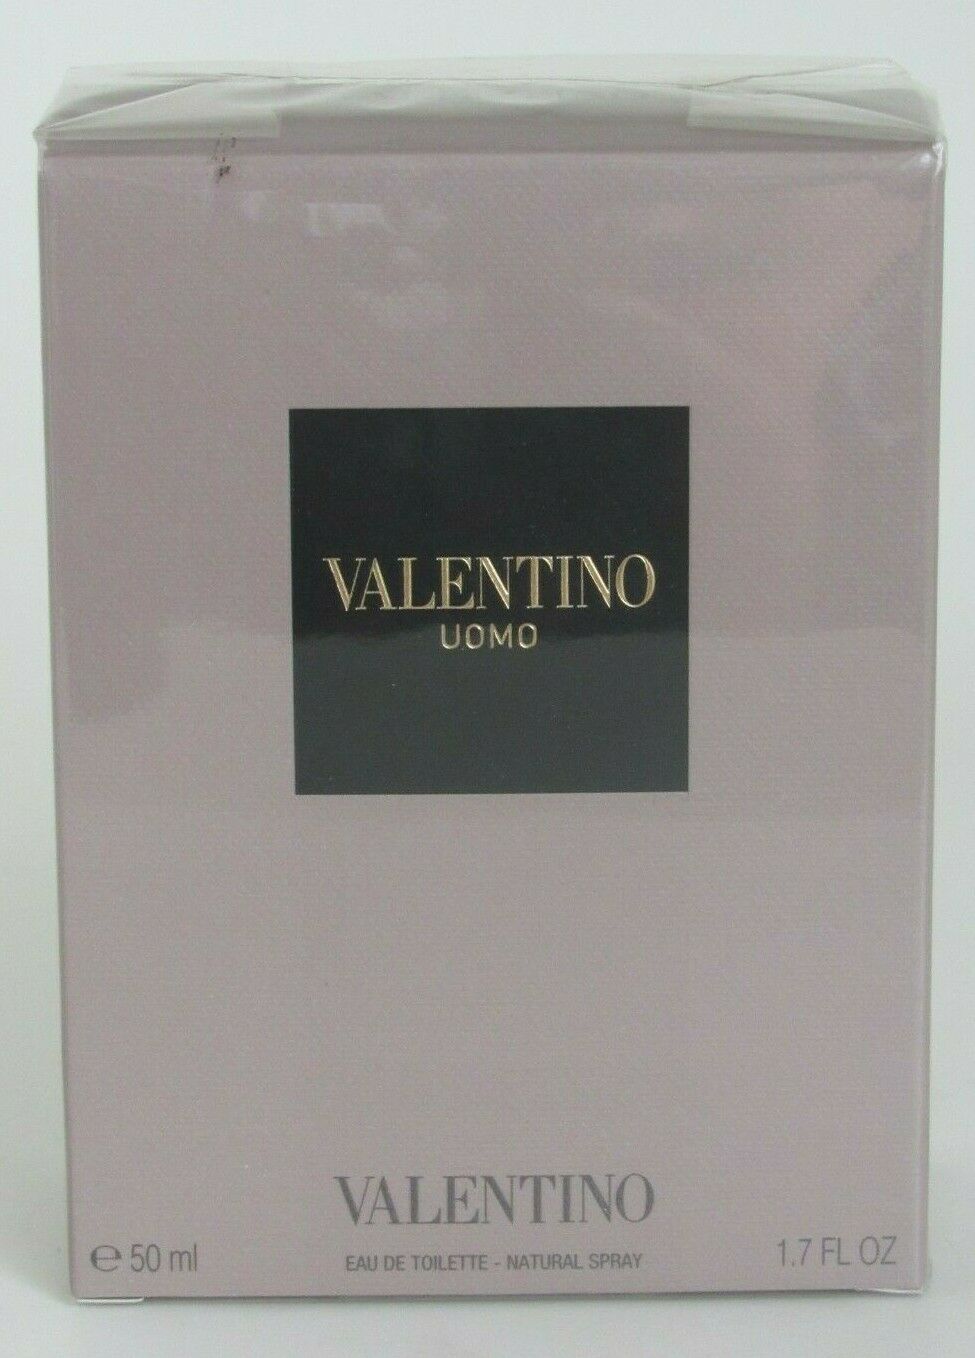 VALENTINO
UOMO
VALENTINO
℮ 50 ml
EAU DE TOILETTE - NATURAL SPRAY
1.7 FL OZ